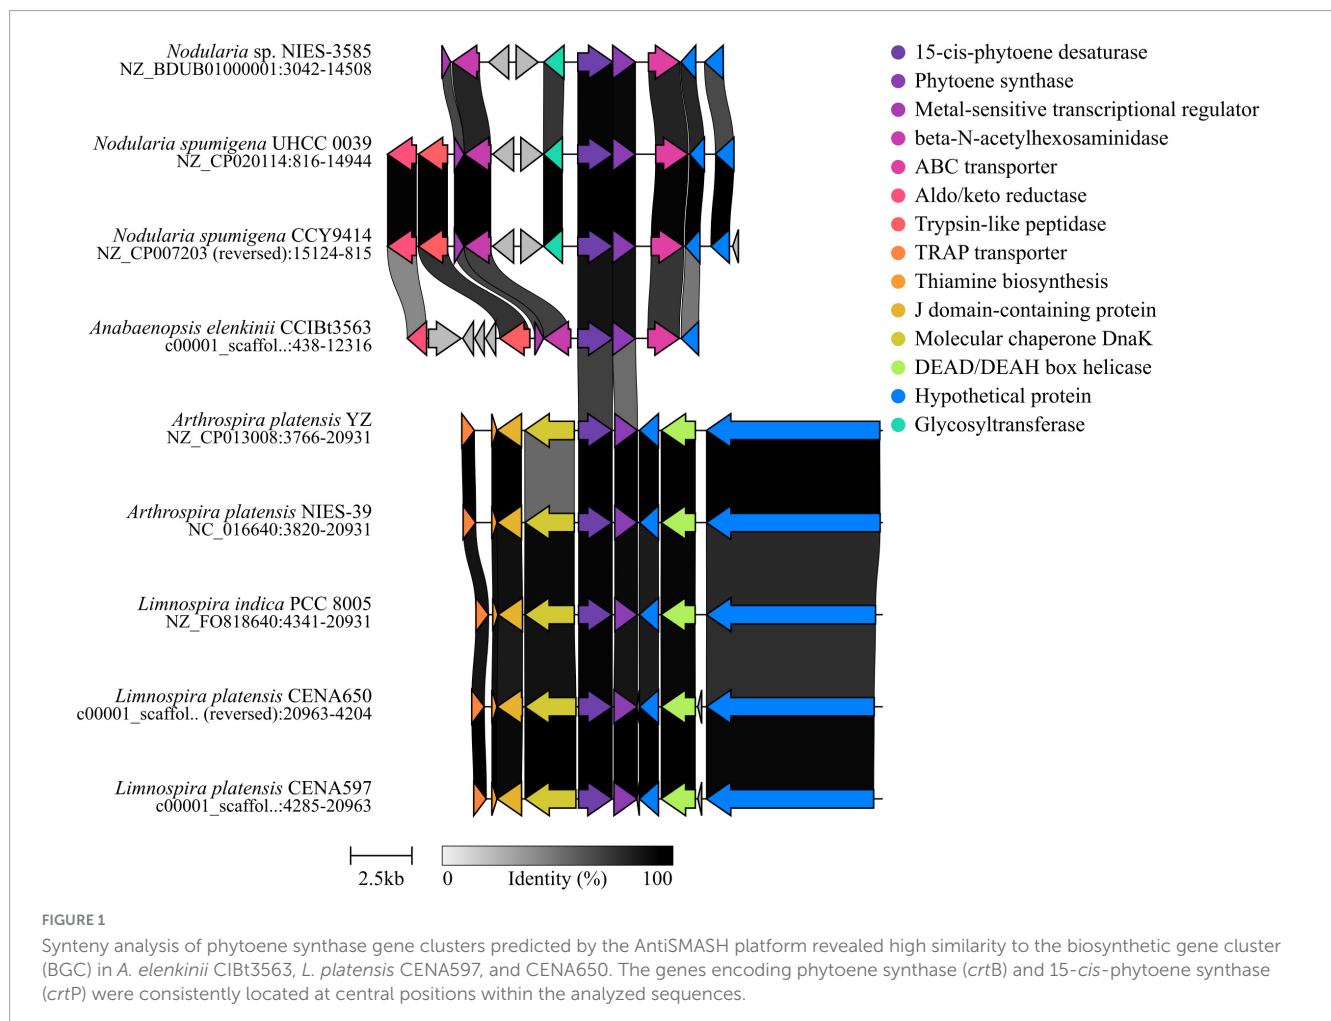 Nodularia sp. NIES-3585
NZ_BDUB01000001:3042-14508
Nodularia spumigena UHCC 0039
NZ_CP020114:816-14944
Nodularia spumigena CCY9414
NZ_CP007203 (reversed):15124-815
Anabaenopsis elenkinii CCIBt3563
c00001_scaffol..:438-12316
Arthrospira platensis YZ
NZ_CP013008:3766-20931
Arthrospira platensis NIES-39
NC_016640:3820-20931
Limnospira indica PCC 8005
NZ_FO818640:4341-20931
Limnospira platensis CENA650
c00001_scaffol.. (reversed):20963-4204
Limnospira platensis CENA597
c00001_scaffol..:4285-20963
15-cis-phytoene desaturase
Phytoene synthase
Metal-sensitive transcriptional regulator
beta-N-acetylhexosaminidase
ABC transporter
Aldo/keto reductase
Trypsin-like peptidase
TRAP transporter
Thiamine biosynthesis
J domain-containing protein
Molecular chaperone DnaK
DEAD/DEAH box helicase
Hypothetical protein
Glycosyltransferase
2.5kb
0 Identity (%) 100
FIGURE 1
Synteny analysis of phytoene synthase gene clusters predicted by the AntiSMASH platform revealed high similarity to the biosynthetic gene cluster
(BGC) in A. elenkinii CIBt3563, L. platensis CENA597, and CENA650. The genes encoding phytoene synthase (crtB) and 15-cis-phytoene synthase
(crtP) were consistently located at central positions within the analyzed sequences.